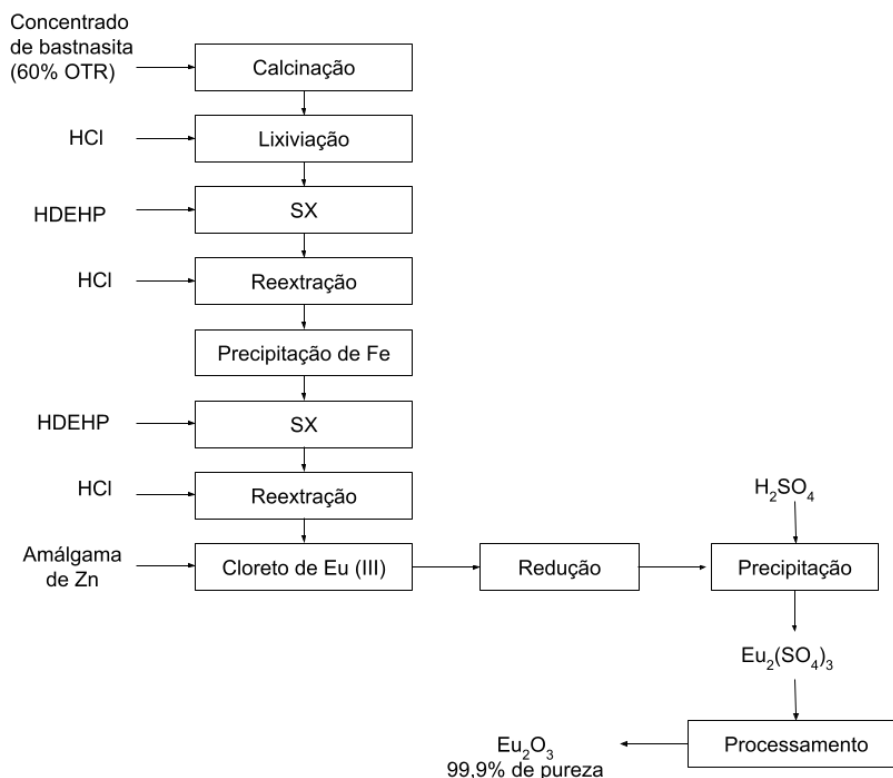 Concentrado
de bastnasita
(60% OTR)
Calcinação
HCl
Lixiviação
HDEHP
SX
HCl
Reextração
Precipitação de Fe
HDEHP
SX
HCl
Reextração
H₂SO₄
Amálgama
de Zn
Cloreto de Eu (III)
Redução
Precipitação
Eu₂(SO₄)₃
Processamento
Eu₂O₃
99,9% de pureza